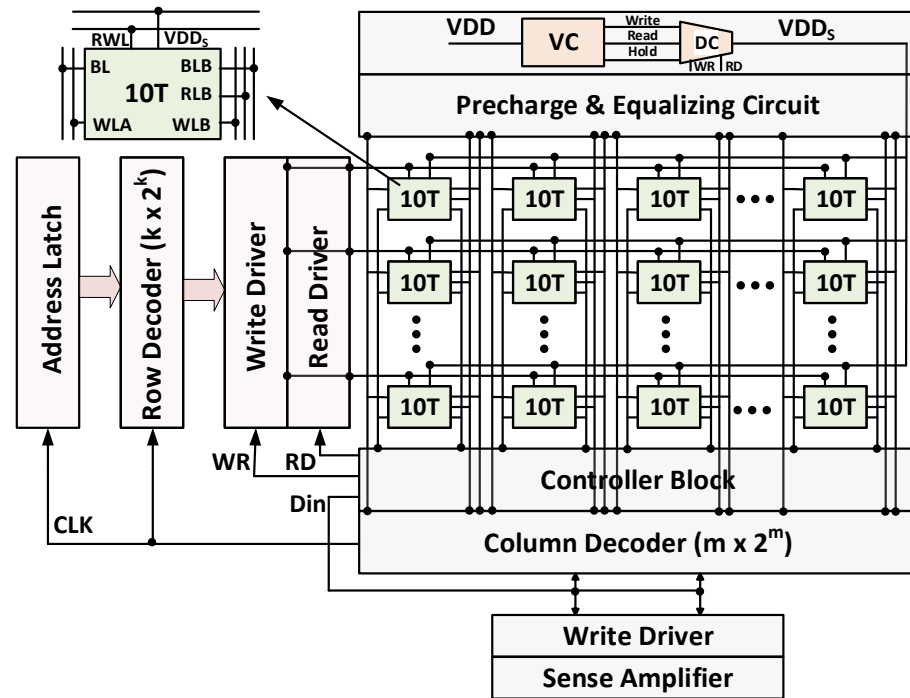 RWL VDDS
BL BLB
10T RLB
WLA WLB
VDD VC Write DC VDDS
Read
Hold
WR RD
Precharge & Equalizing Circuit
Address Latch
Row Decoder (k x 2^k)
Write Driver
Read Driver
10T 10T 10T ••• 10T
10T 10T 10T ••• 10T
10T 10T 10T ••• 10T
WR RD
Controller Block
Din
CLK
Column Decoder (m x 2^m)
Write Driver
Sense Amplifier